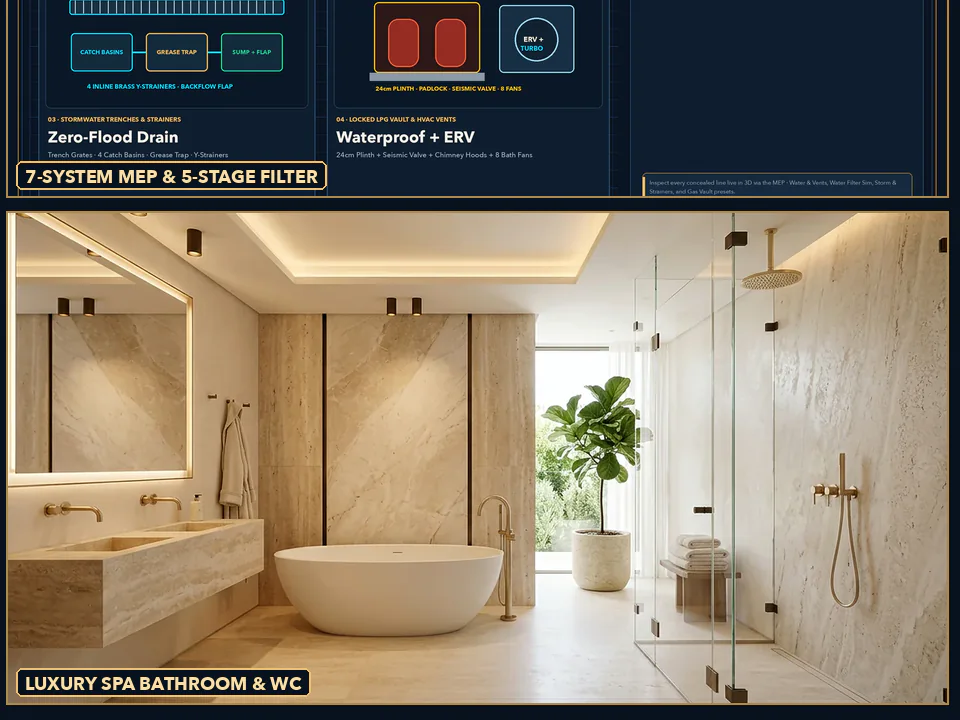 CATCH BASINS
GREASE TRAP
SUMP + FLAP
4 INLINE BRASS Y-STRAINERS · BACKFLOW FLAP
ERV +
TURBO
24cm PLINTH · PADLOCK · SEISMIC VALVE · 8 FANS
03 · STORMWATER TRENCHES & STRAINERS
Zero-Flood Drain
Trench Grates · 4 Catch Basins · Grease Trap · Y-Strainers
04 · LOCKED LPG VAULT & HVAC VENTS
Waterproof + ERV
24cm Plinth + Seismic Valve + Chimney Hoods + 8 Bath Fans
Inspect every concealed line live in 3D via the MEP · Water & Vents, Water Filter Sim, Storm &
Strainers, and Gas Vault presets.
7-SYSTEM MEP & 5-STAGE FILTER
LUXURY SPA BATHROOM & WC